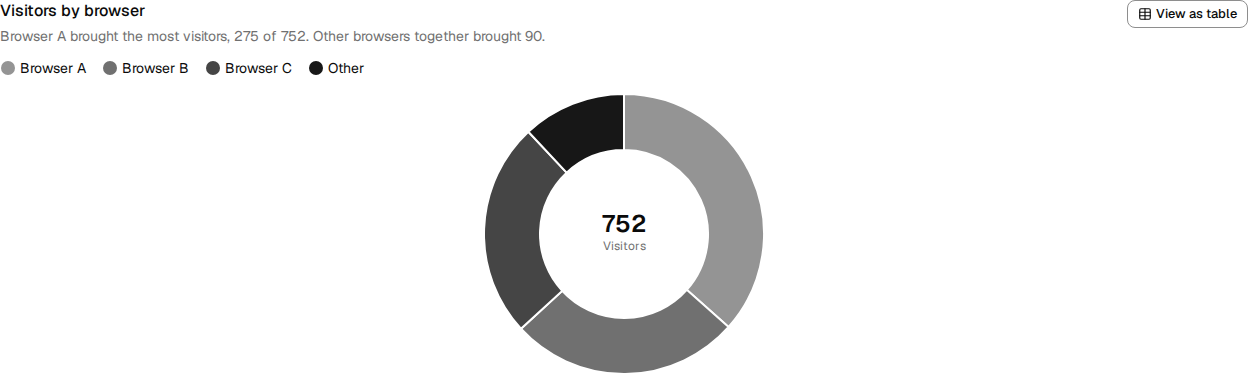 Visitors by browser
View as table
Browser A brought the most visitors, 275 of 752. Other browsers together brought 90.
Browser A
Browser B
Browser C
Other
752
Visitors